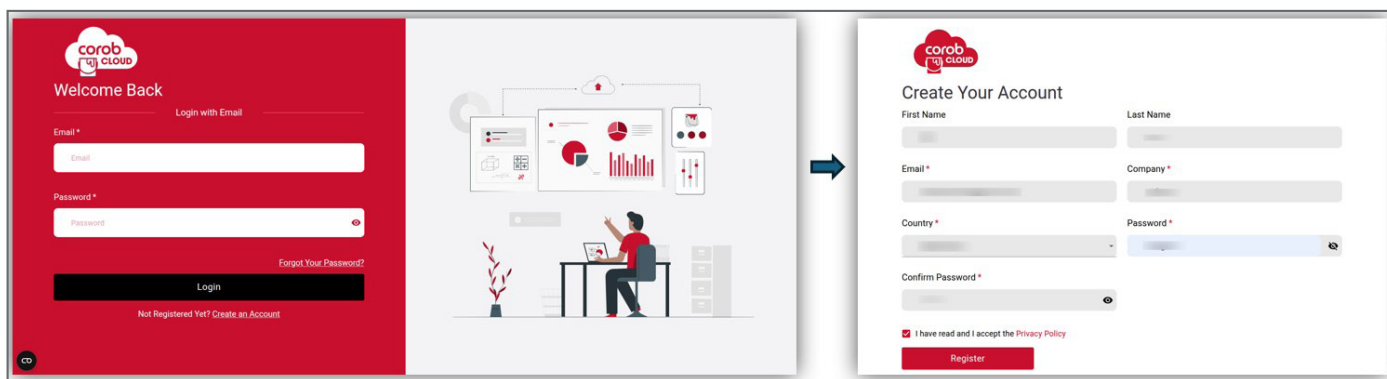 corob
CLOUD
Welcome Back
Login with Email
Email *
Email
Password *
Password
Forgot Your Password?
Login
Not Registered Yet? Create an Account
corob
CLOUD
Create Your Account
First Name
Last Name
Email *
Company *
Country *
Password *
Confirm Password *
I have read and I accept the Privacy Policy
Register